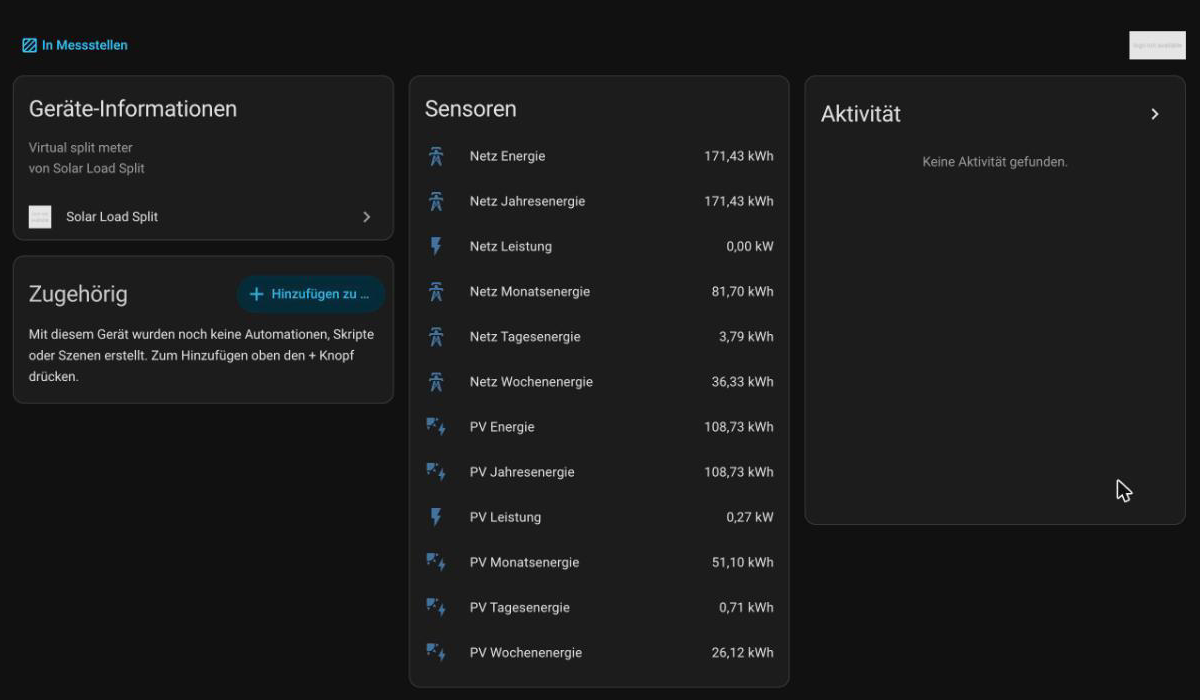 In Messstellen
Geräte-Informationen
Virtual split meter
von Solar Load Split
Solar Load Split
Zugehörig
Hinzufügen zu ...
Mit diesem Gerät wurden noch keine Automationen, Skripte
oder Szenen erstellt. Zum Hinzufügen oben den + Knopf
drücken.
Sensoren
Netz Energie 171,43 kWh
Netz Jahresenergie 171,43 kWh
Netz Leistung 0,00 kW
Netz Monatsenergie 81,70 kWh
Netz Tagesenergie 3,79 kWh
Netz Wochenenergie 36,33 kWh
PV Energie 108,73 kWh
PV Jahresenergie 108,73 kWh
PV Leistung 0,27 kW
PV Monatsenergie 51,10 kWh
PV Tagesenergie 0,71 kWh
PV Wochenenergie 26,12 kWh
Aktivität
Keine Aktivität gefunden.